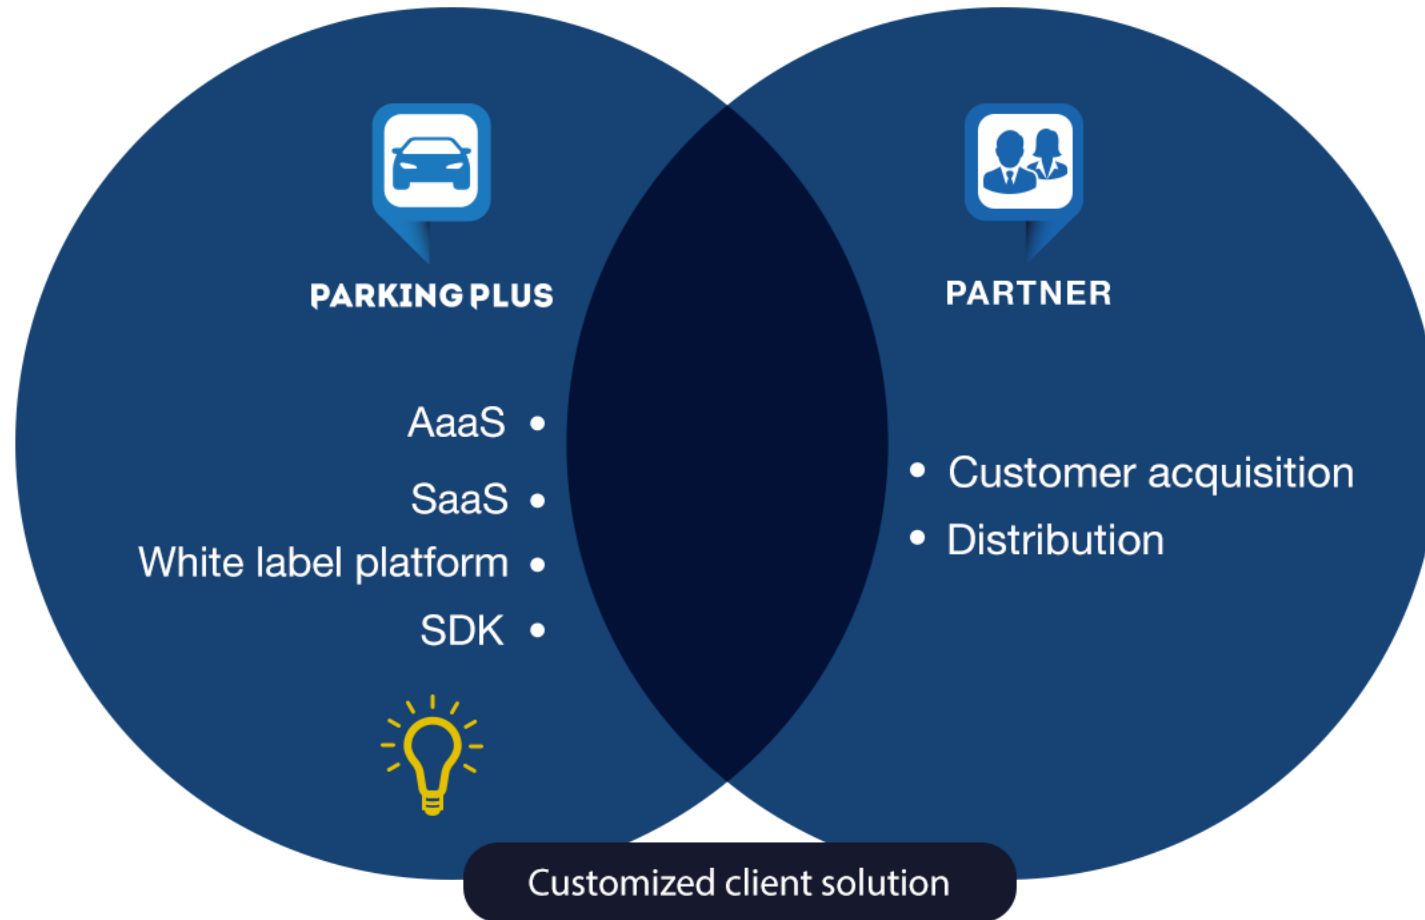 PARKING PLUS
AaaS •
SaaS •
White label platform •
SDK •
PARTNER
• Customer acquisition
• Distribution
Customized client solution